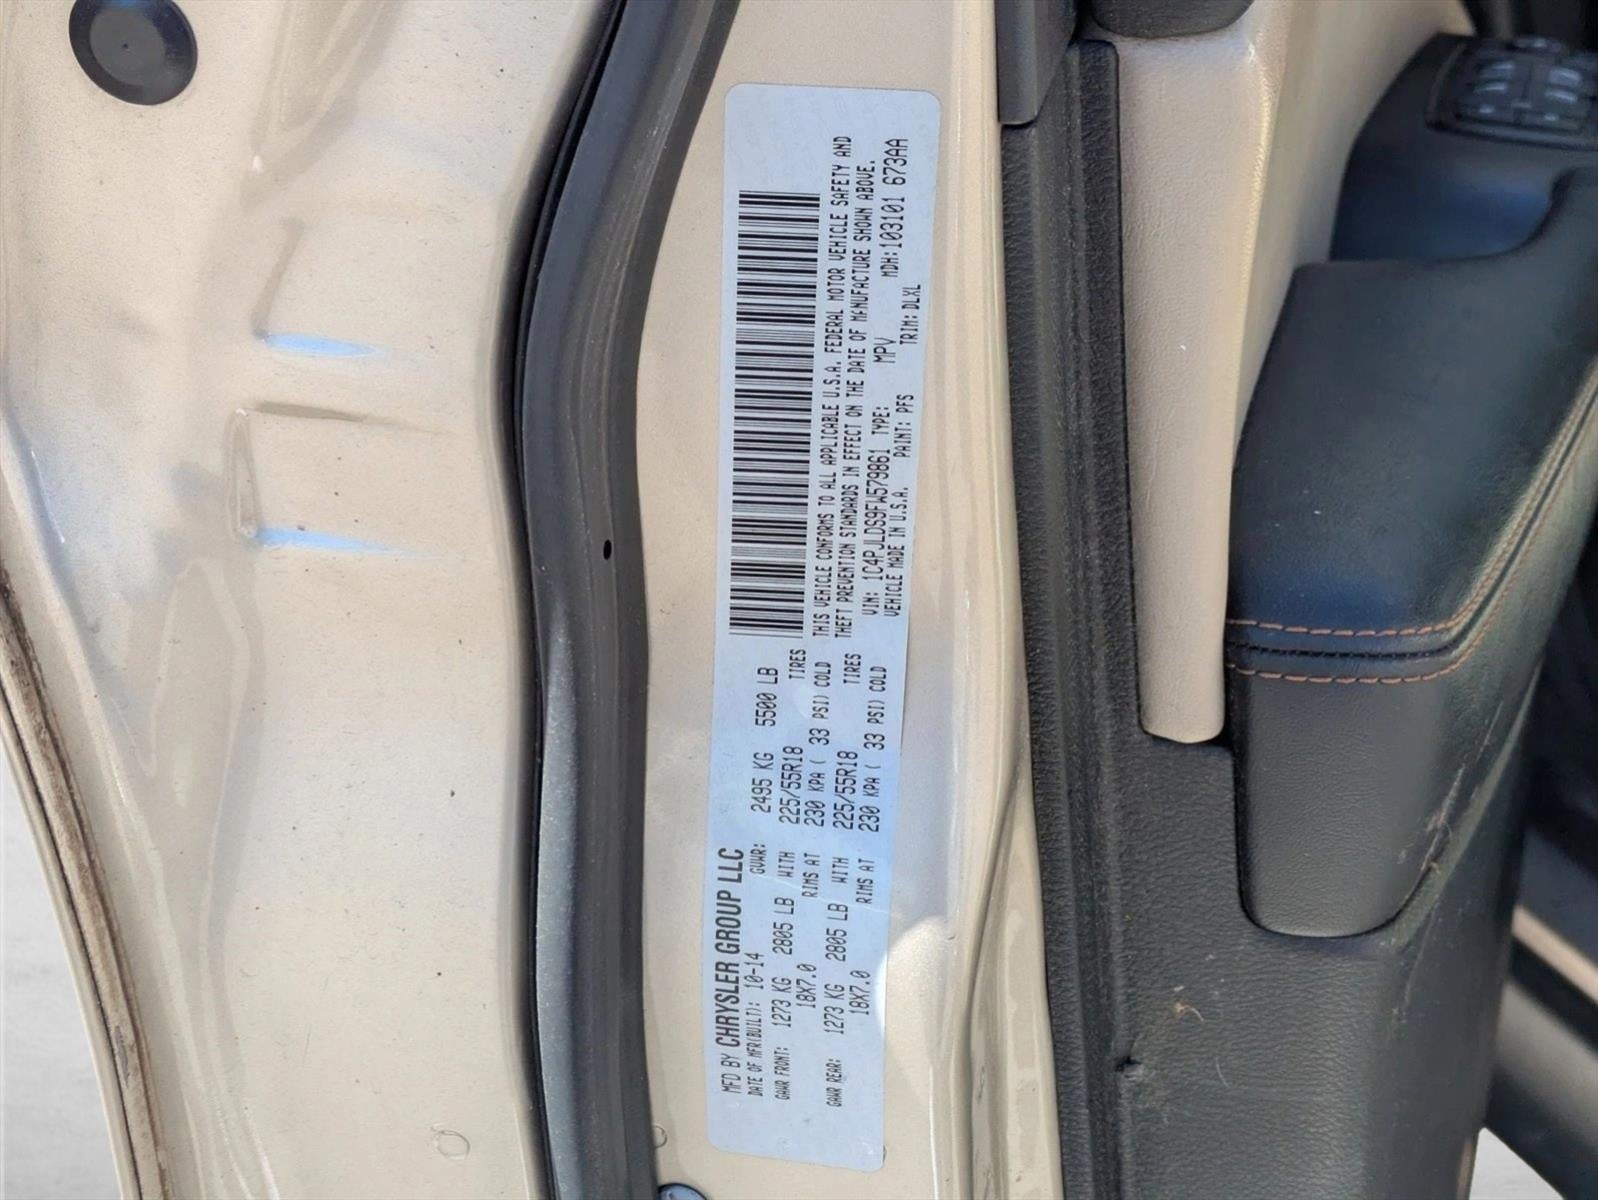 MFD BY CHRYSLER GROUP LLC
DATE OF MFR(BUILT): 10-14 GVWR: 2495 KG 5500 LB
GAWR FRONT: 1273 KG 2805 LB WITH 225/55R18 TIRES
18X7.0 RIMS AT 230 KPA ( 33 PSI) COLD
GAWR REAR: 1273 KG 2805 LB WITH 225/55R18 TIRES
18X7.0 RIMS AT 230 KPA ( 33 PSI) COLD
THIS VEHICLE CONFORMS TO ALL APPLICABLE U.S.A. FEDERAL MOTOR VEHICLE SAFETY AND
THEFT PREVENTION STANDARDS IN EFFECT ON THE DATE OF MANUFACTURE SHOWN ABOVE.
VIN: 1C4PJLDS9FW579861 TYPE: MPV MDH: 103101 673AA
VEHICLE MADE IN U.S.A. PAINT: PFS TRIM: DLXL